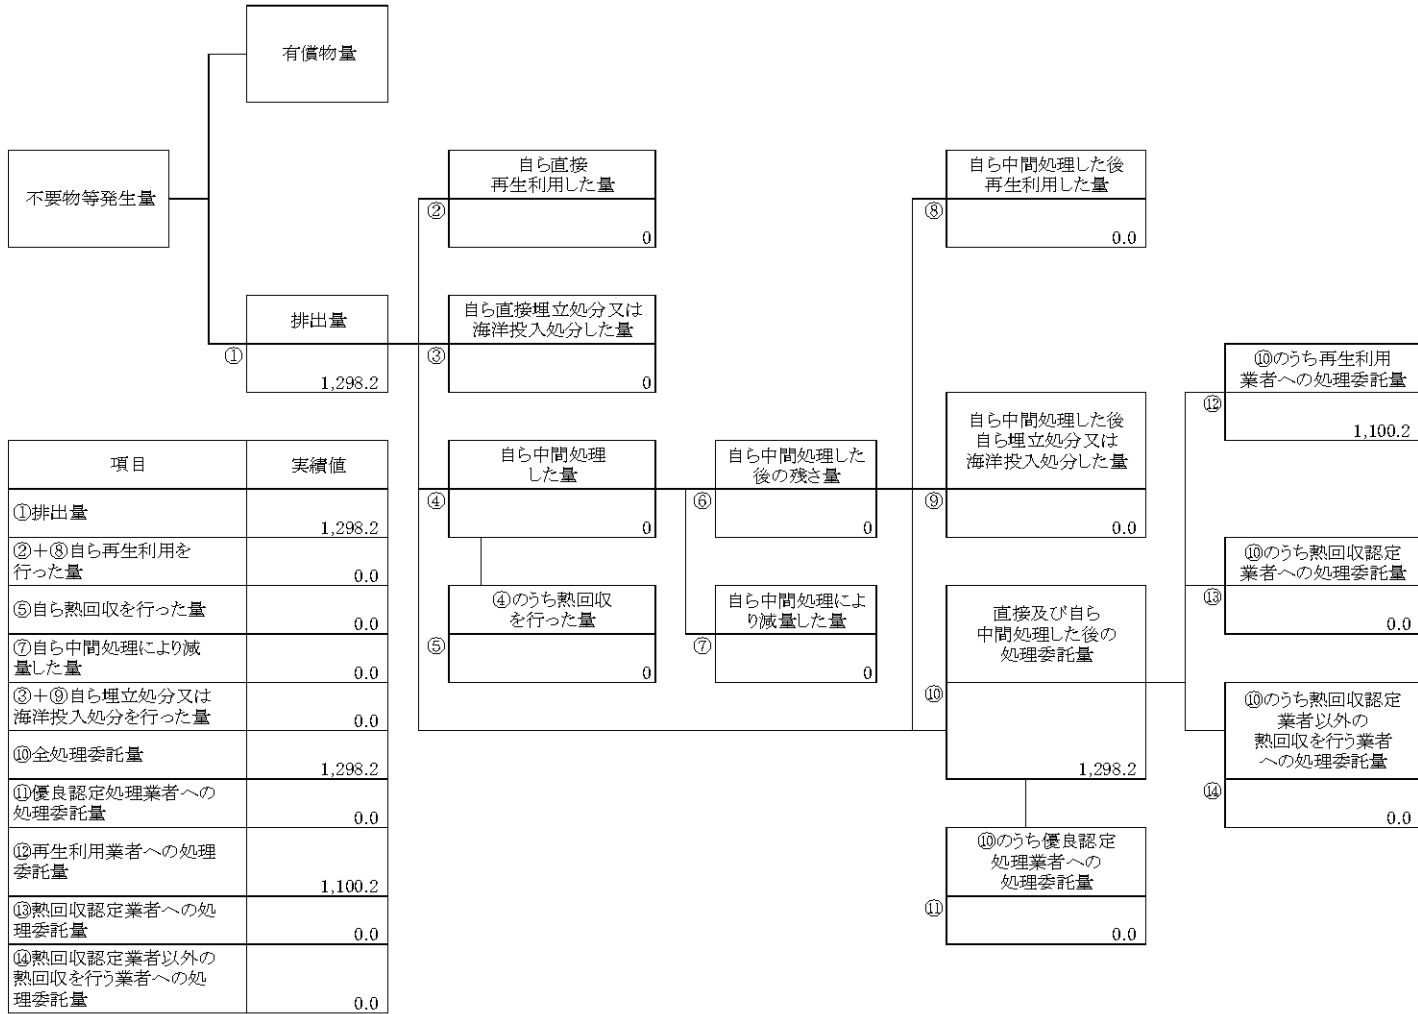 有償物量
不要物等発生量
排出量
①
1,298.2
自ら直接
再生利用した量
②
0
自ら直接埋立処分又は
海洋投入処分した量
③
0
自ら中間処理
した量
④
0
④のうち熱回収
を行った量
⑤
0
自ら中間処理した
後の残さ量
⑥
0
自ら中間処理によ
り減量した量
⑦
0
自ら中間処理した後
再生利用した量
⑧
0.0
自ら中間処理した後
自ら埋立処分又は
海洋投入処分した量
⑨
0.0
直接及び自ら
中間処理した後の
処理委託量
⑩
1,298.2
⑩のうち優良認定
処理業者への
処理委託量
⑪
0.0
⑩のうち再生利用
業者への処理委託量
⑫
1,100.2
⑩のうち熱回収認定
業者への処理委託量
⑬
0.0
⑩のうち熱回収認定
業者以外の
熱回収を行う業者
への処理委託量
⑭
0.0
項目 実績値
①排出量
1,298.2
②＋⑧自ら再生利用を
行った量
0.0
⑤自ら熱回収を行った量
0.0
⑦自ら中間処理により減
量した量
0.0
③＋⑨自ら埋立処分又は
海洋投入処分を行った量
0.0
⑩全処理委託量
1,298.2
⑪優良認定処理業者への
処理委託量
0.0
⑫再生利用業者への処理
委託量
1,100.2
⑬熱回収認定業者への処
理委託量
0.0
⑭熱回収認定業者以外の
熱回収を行う業者への処
理委託量
0.0